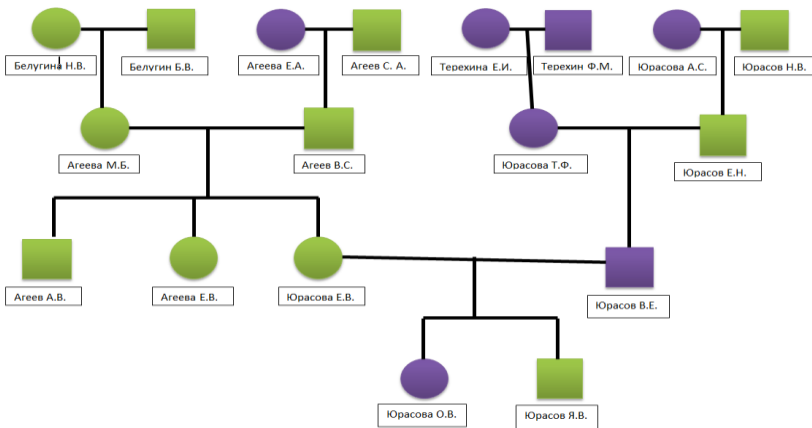 Белугина Н.В.
Белугин Б.В.
Агеева Е.А.
Агеев С. А.
Терехина Е.И.
Терехин Ф.М.
Юрасова А.С.
Юрасов Н.В.
Агеева М.Б.
Агеев В.С.
Юрасова Т.Ф.
Юрасов Е.Н.
Агеев А.В.
Агеева Е.В.
Юрасова Е.В.
Юрасов В.Е.
Юрасова О.В.
Юрасов Я.В.